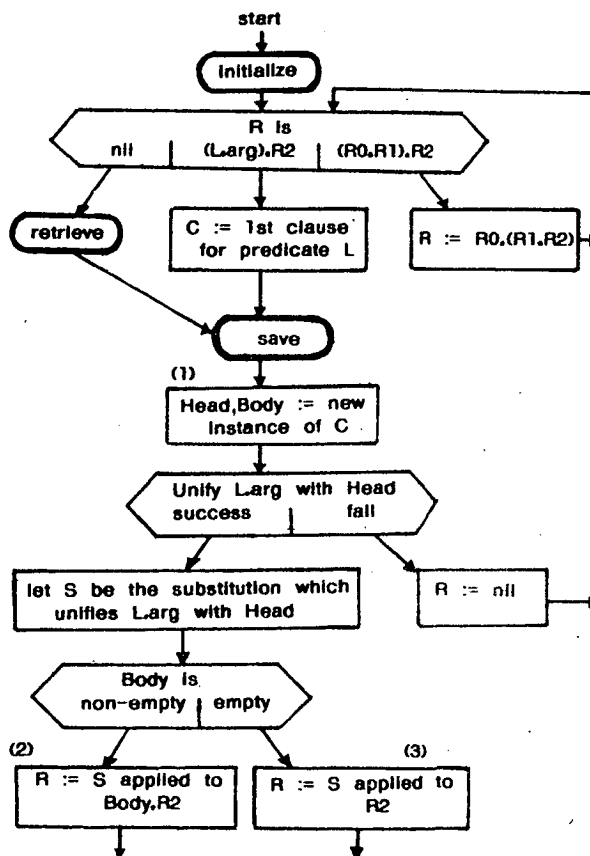 start
initialize
R is
nil (L.arg).R2 (R0.R1).R2
retrieve
C := 1st clause
for predicate L
R := R0.(R1.R2)
save
(1)
Head,Body := new
instance of C
Unify L.arg with Head
success fail
let S be the substitution which
unifies L.arg with Head
R := nil
Body is
non-empty empty
(2)
R := S applied to
Body.R2
(3)
R := S applied to
R2